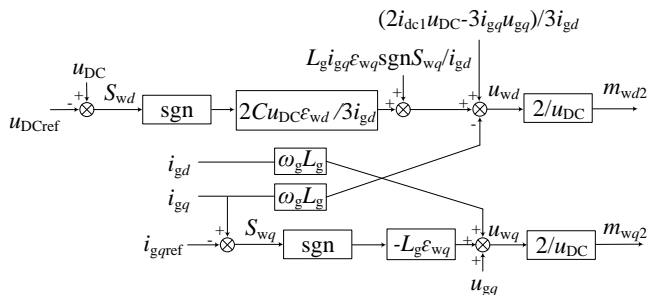 (2i_dc1u_DC-3i_gqu_gq)/3i_gd
L_gi_gqε_wqsgnS_wq/i_gd
u_DC
+
-
S_wd
sgn
2Cu_DCε_wd/3i_gd
+
+
+
+
-
u_wd
2/u_DC
m_wd2
u_DCref
i_gd
ω_gL_g
i_gq
ω_gL_g
+
-
i_gqref
S_wq
sgn
-L_gε_wq
+
+
+
u_wq
2/u_DC
m_wq2
u_gq